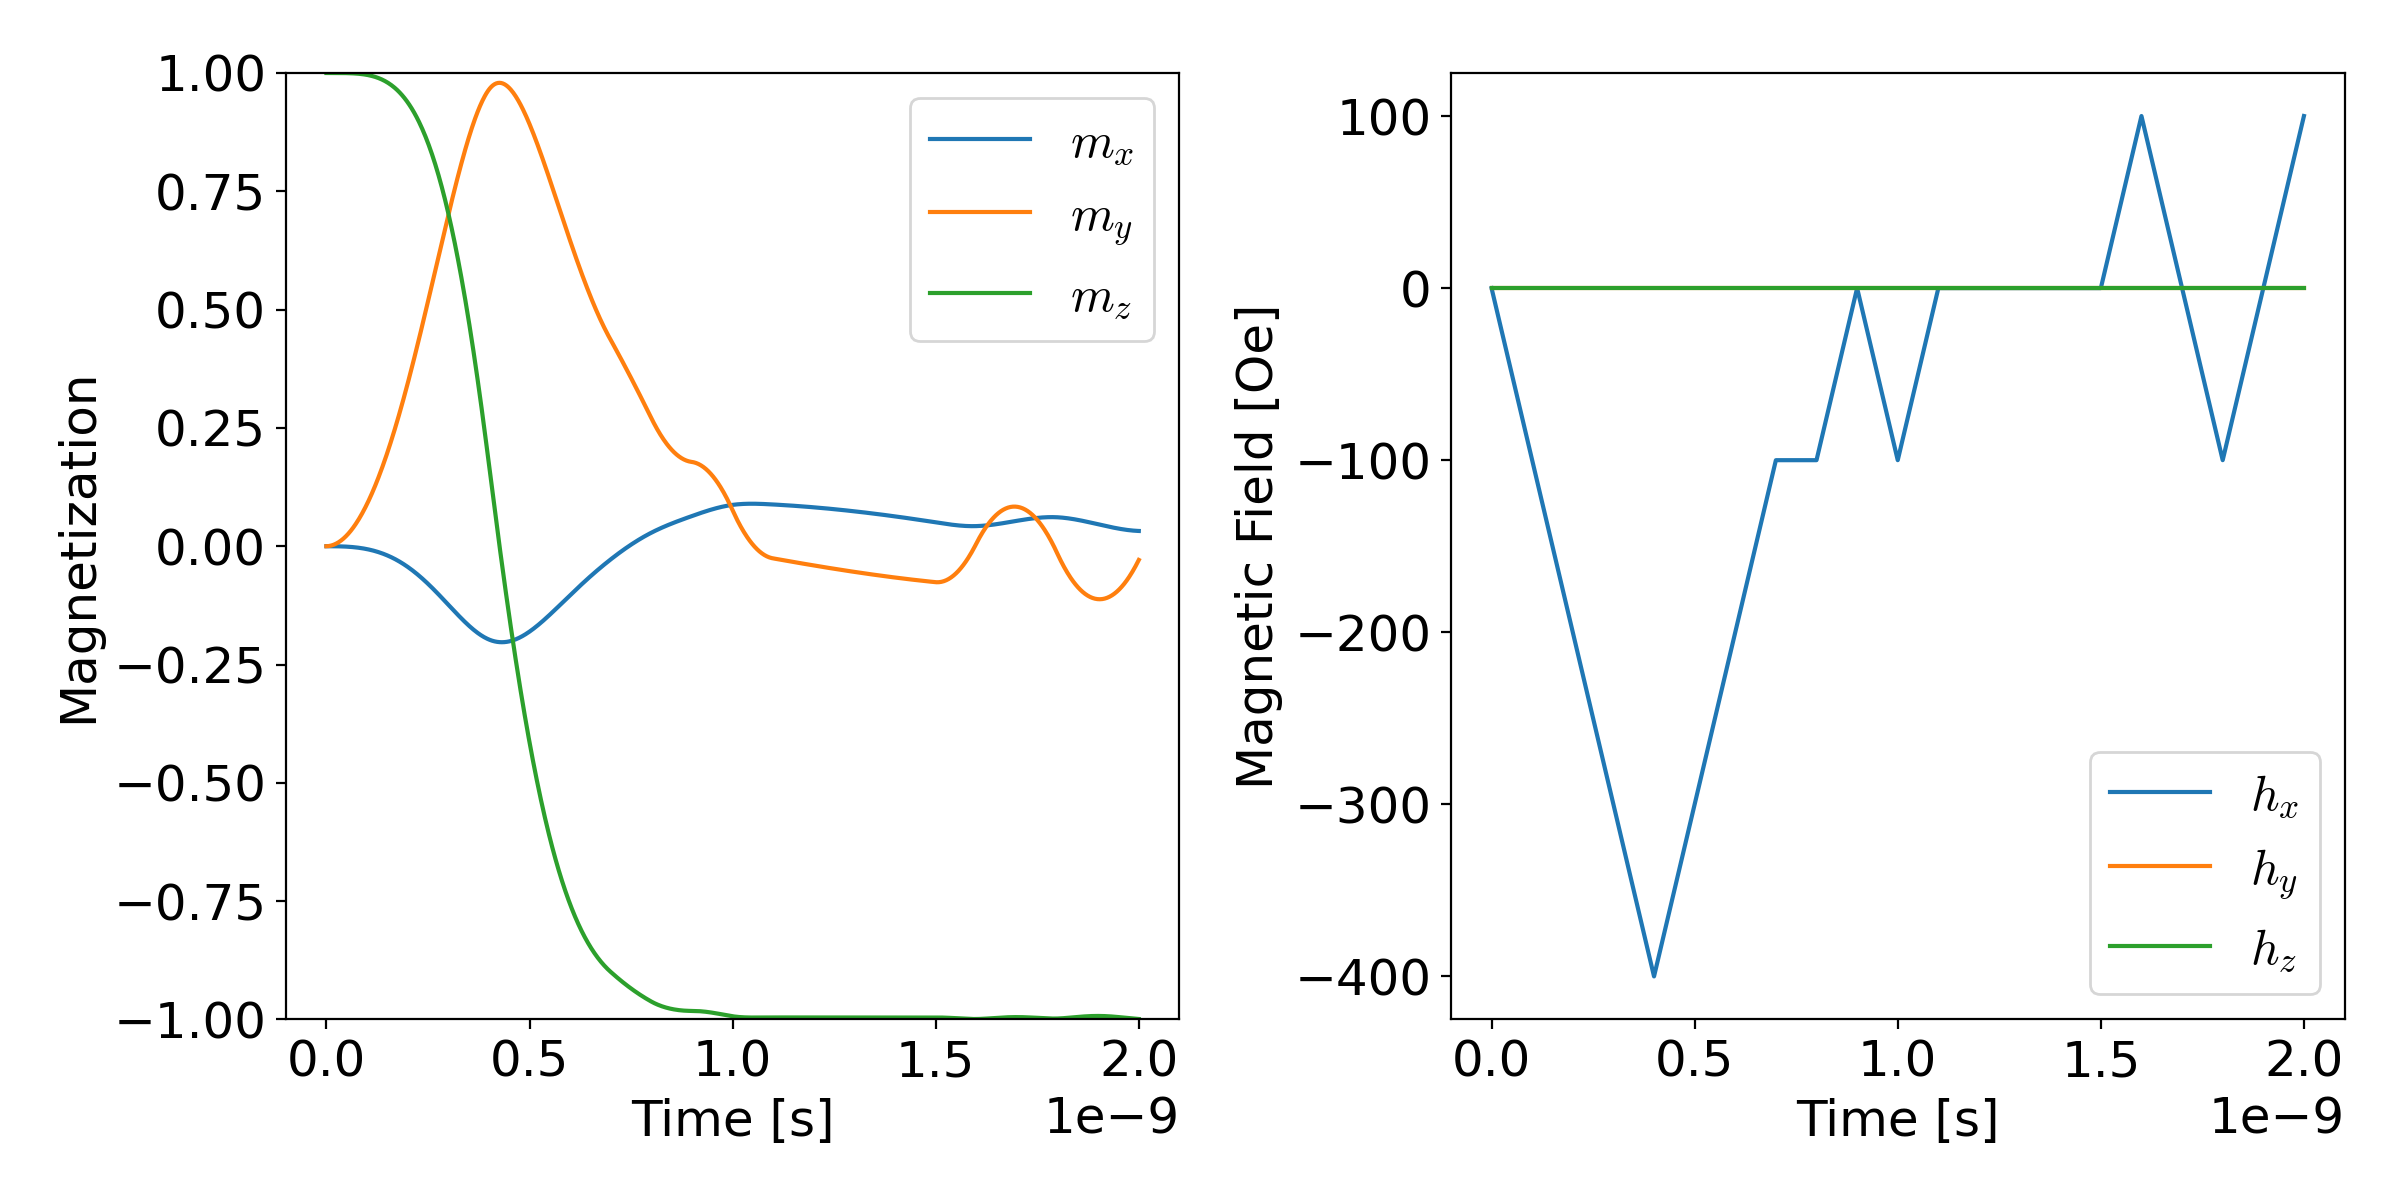 Magnetization
1.00
0.75
0.50
0.25
0.00
−0.25
−0.50
−0.75
−1.00
0.0 0.5 1.0 1.5 2.0
Time [s]
1e−9
m_x
m_y
m_z
Magnetic Field [Oe]
100
0
−100
−200
−300
−400
0.0 0.5 1.0 1.5 2.0
Time [s]
1e−9
h_x
h_y
h_z